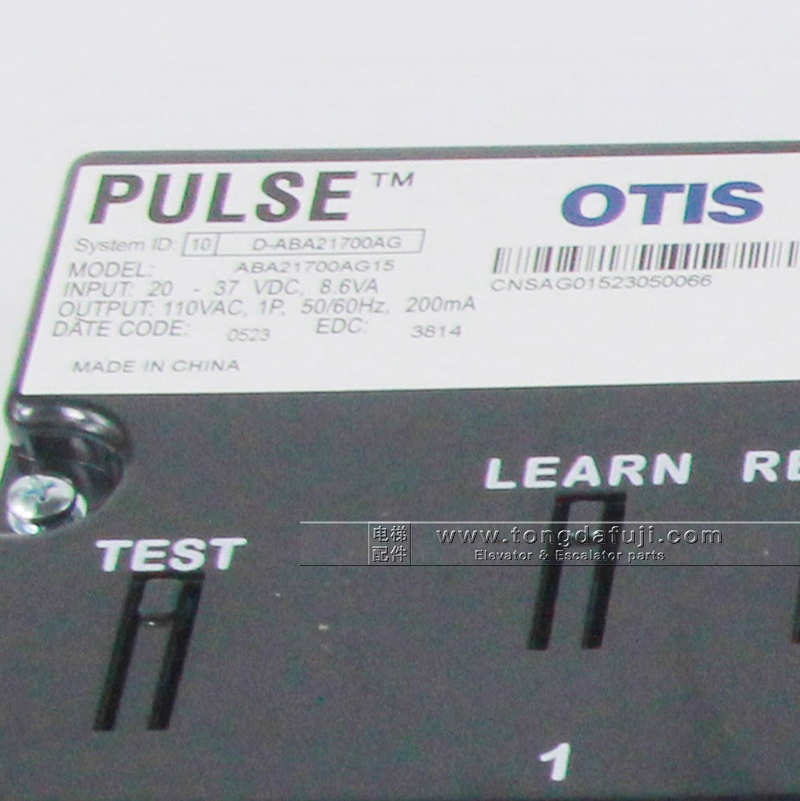 PULSE™
OTIS
System ID: 10 D-ABA21700AG
MODEL: ABA21700AG15
INPUT: 20 - 37 VDC, 8.6VA
OUTPUT: 110VAC, 1P, 50/60Hz, 200mA
DATE CODE: 0523 EDC: 3814
MADE IN CHINA
CNSAG01523050066
LEARN RE
TEST
电梯
配件
www.tongdafuji.com
Elevator & Escalator parts
1